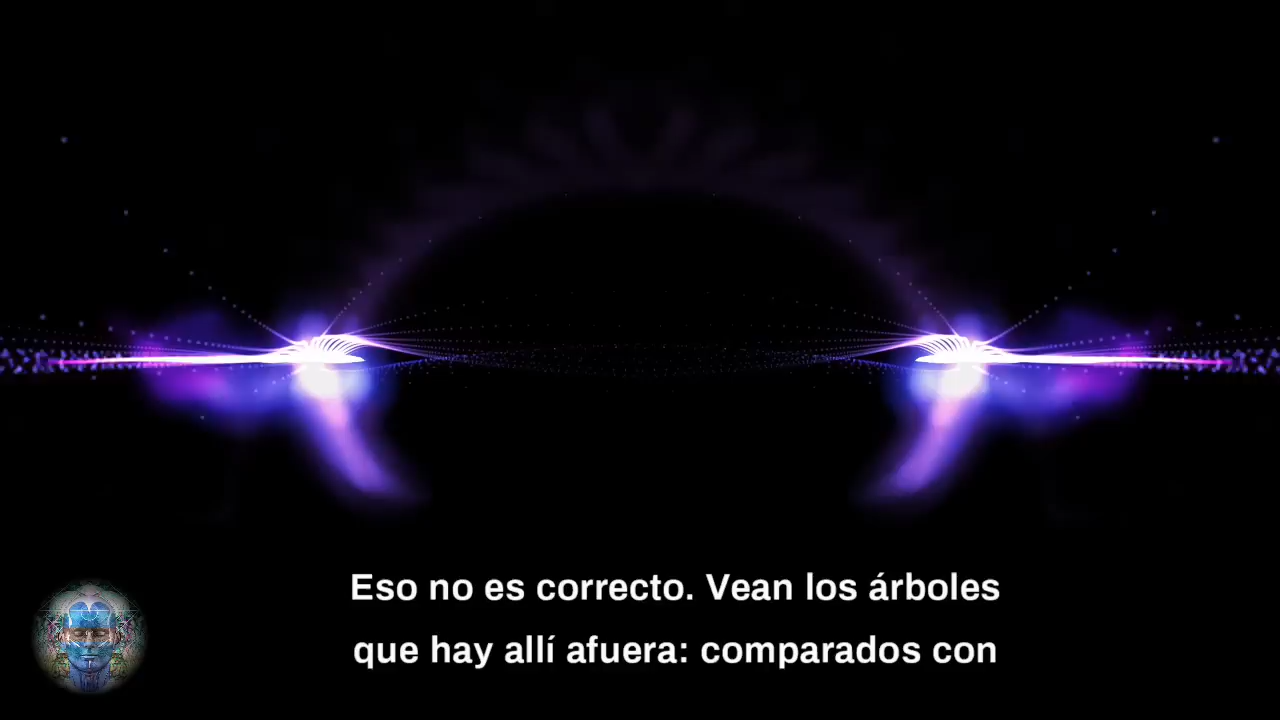 Eso no es correcto. Vean los árboles
que hay allí afuera: comparados con